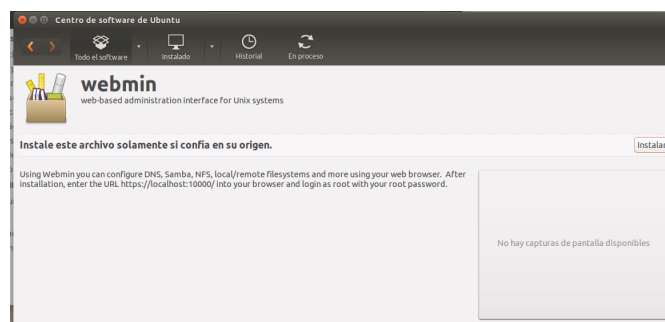 Centro de software de Ubuntu
Todo el software
Instalado
Historial
En proceso
webmin
web-based administration interface for Unix systems
Instale este archivo solamente si confía en su origen.
Instalar
Using Webmin you can configure DNS, Samba, NFS, local/remote filesystems and more using your web browser. After
installation, enter the URL https://localhost:10000/ into your browser and login as root with your root password.
No hay capturas de pantalla disponibles